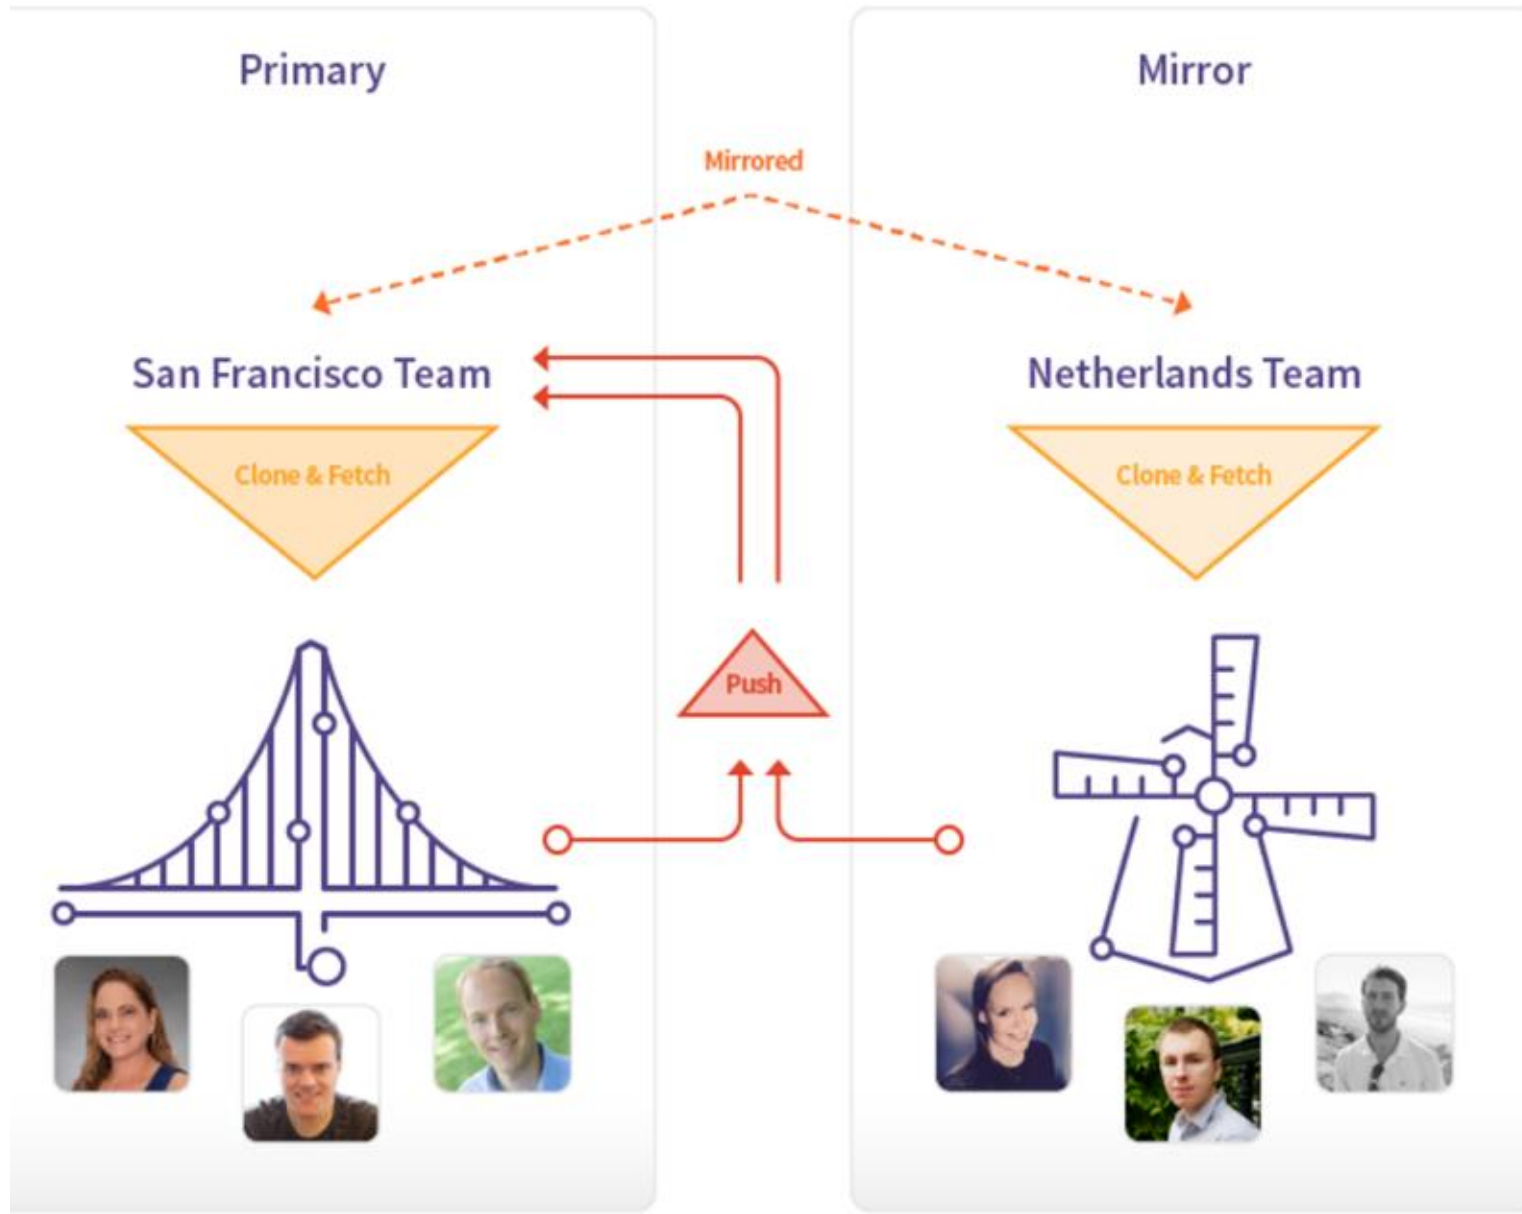 Primary
Mirror
Mirrored
San Francisco Team
Netherlands Team
Clone & Fetch
Clone & Fetch
Push